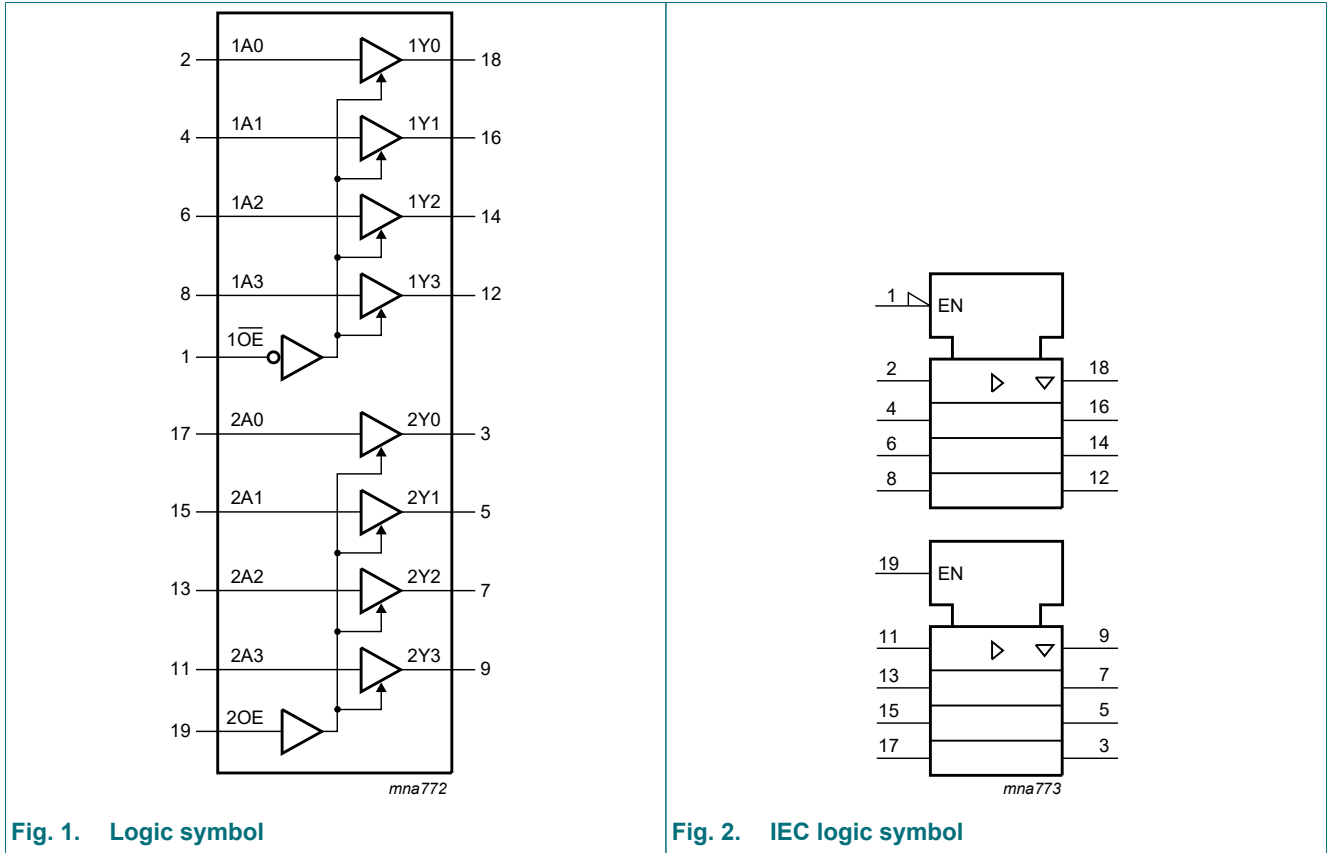 2 1A0 1Y0 18
4 1A1 1Y1 16
6 1A2 1Y2 14
8 1A3 1Y3 12
1 1O̅E̅
17 2A0 2Y0 3
15 2A1 2Y1 5
13 2A2 2Y2 7
11 2A3 2Y3 9
19 2OE
mna772
Fig. 1. Logic symbol
1 EN
2 18
4 16
6 14
8 12
19 EN
11 9
13 7
15 5
17 3
mna773
Fig. 2. IEC logic symbol